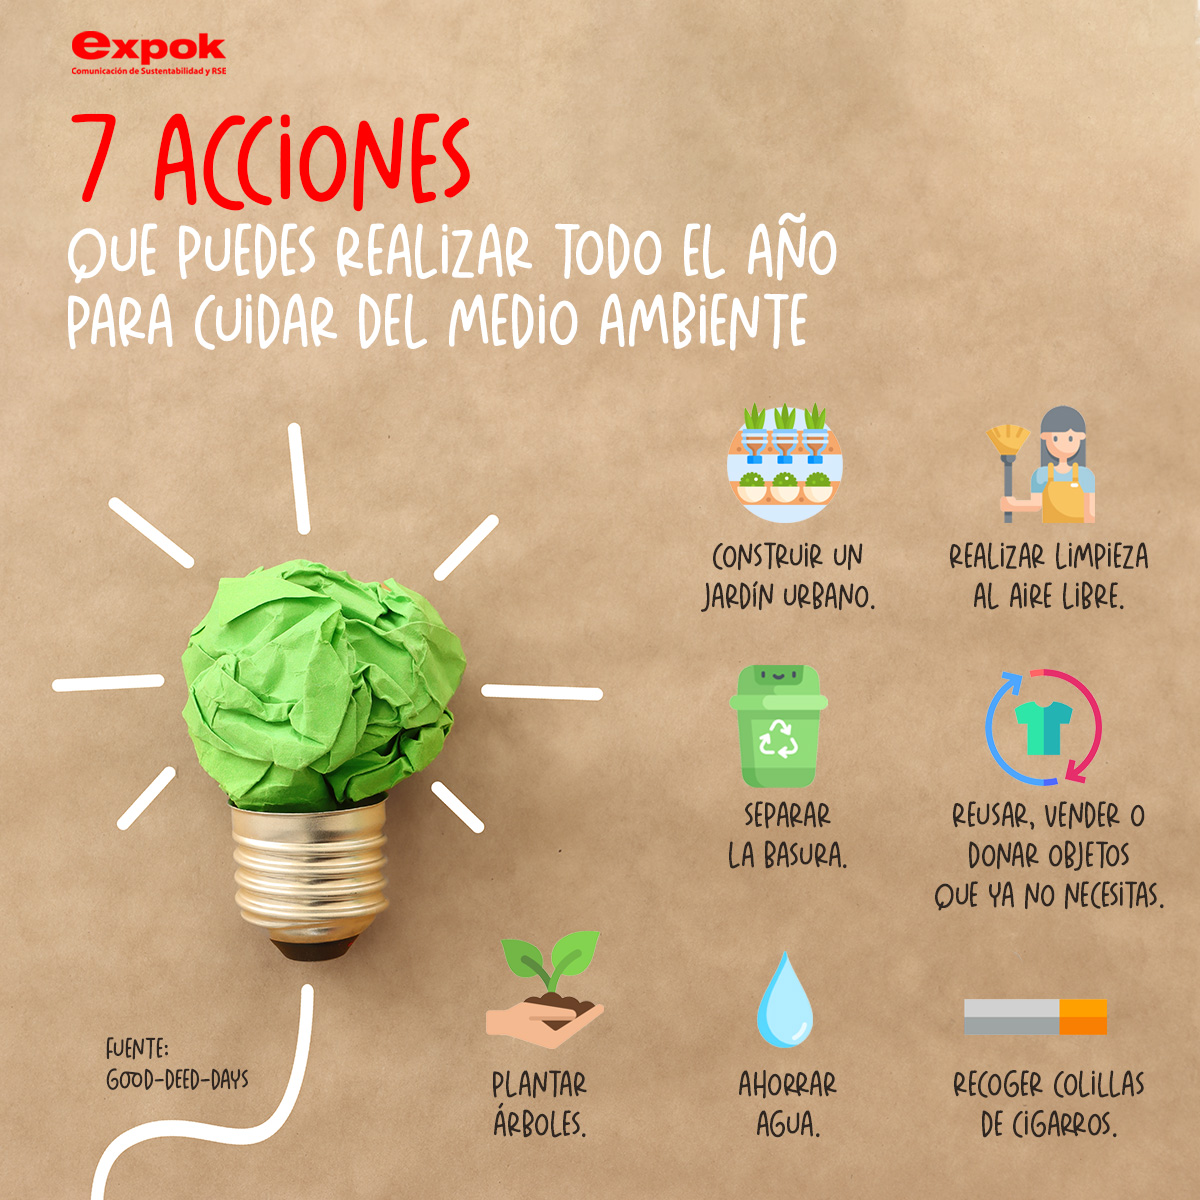 expok
Comunicación de Sustentabilidad y RSE
7 ACCIONES
QUE PUEDES REALIZAR TODO EL AÑO
PARA CUIDAR DEL MEDIO AMBIENTE
CONSTRUIR UN
JARDÍN URBANO.
REALIZAR LIMPIEZA
AL AIRE LIBRE.
SEPARAR
LA BASURA.
REUSAR, VENDER O
DONAR OBJETOS
QUE YA NO NECESITAS.
PLANTAR
ÁRBOLES.
AHORRAR
AGUA.
RECOGER COLILLAS
DE CIGARROS.
FUENTE:
GOOD-DEED-DAYS